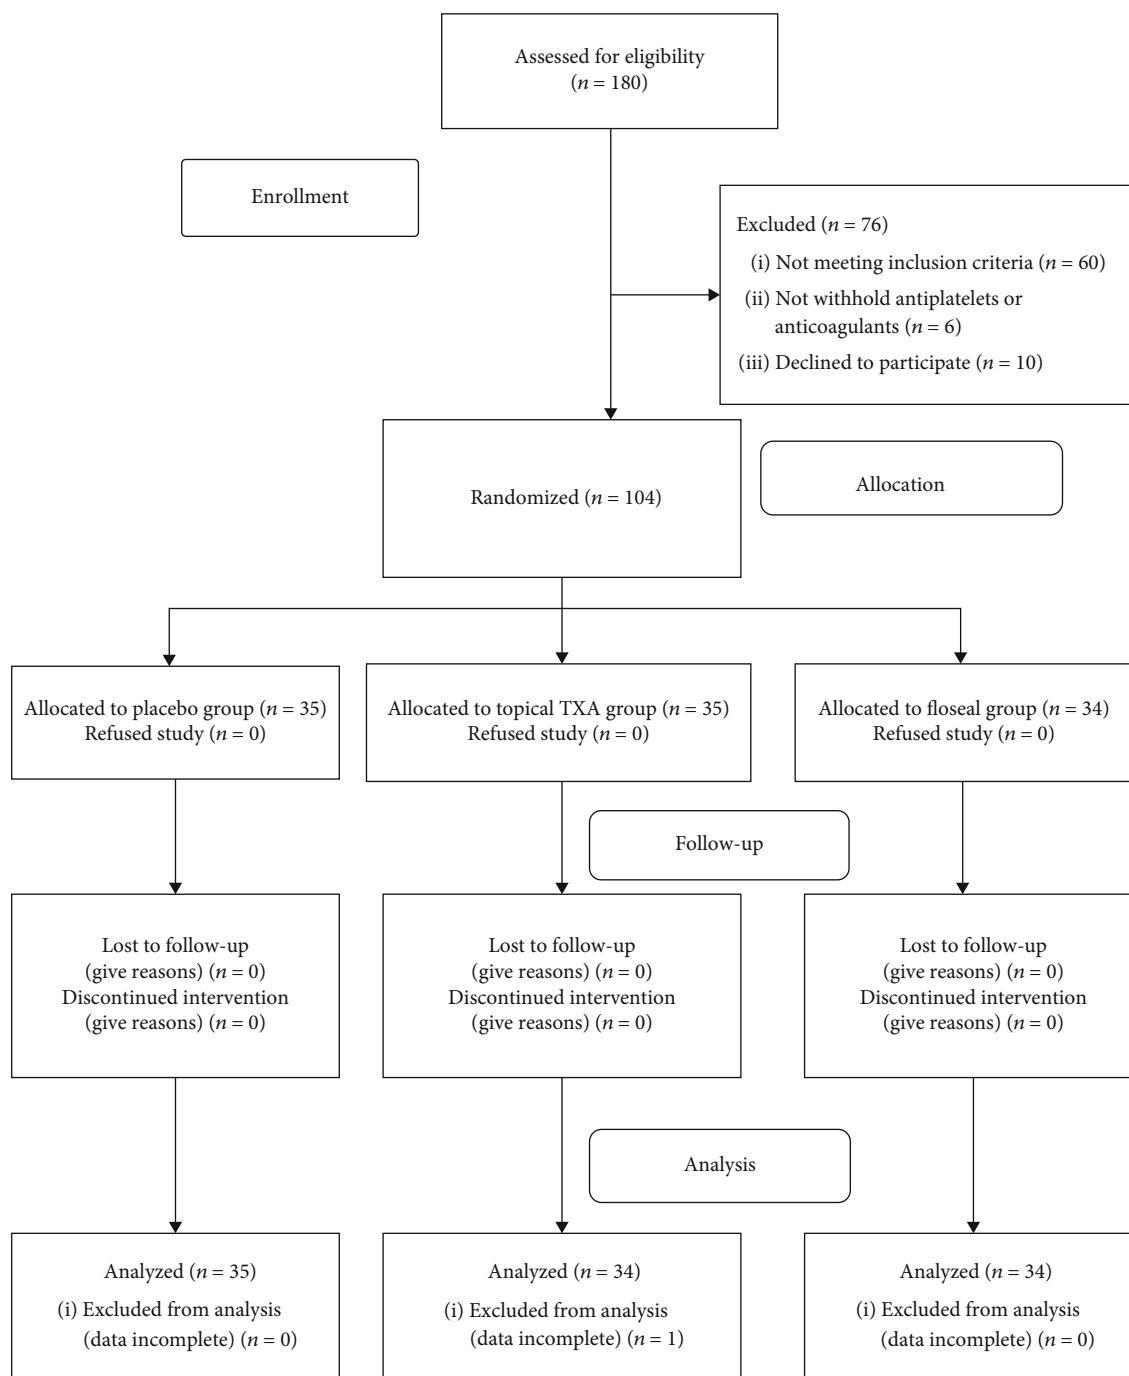 Assessed for eligibility
(n = 180)
Enrollment
Excluded (n = 76)
(i) Not meeting inclusion criteria (n = 60)
(ii) Not withhold antiplatelets or
anticoagulants (n = 6)
(iii) Declined to participate (n = 10)
Randomized (n = 104)
Allocation
Allocated to placebo group (n = 35)
Refused study (n = 0)
Allocated to topical TXA group (n = 35)
Refused study (n = 0)
Allocated to floseal group (n = 34)
Refused study (n = 0)
Follow-up
Lost to follow-up
(give reasons) (n = 0)
Discontinued intervention
(give reasons) (n = 0)
Lost to follow-up
(give reasons) (n = 0)
Discontinued intervention
(give reasons) (n = 0)
Lost to follow-up
(give reasons) (n = 0)
Discontinued intervention
(give reasons) (n = 0)
Analysis
Analyzed (n = 35)
(i) Excluded from analysis
(data incomplete) (n = 0)
Analyzed (n = 34)
(i) Excluded from analysis
(data incomplete) (n = 1)
Analyzed (n = 34)
(i) Excluded from analysis
(data incomplete) (n = 0)